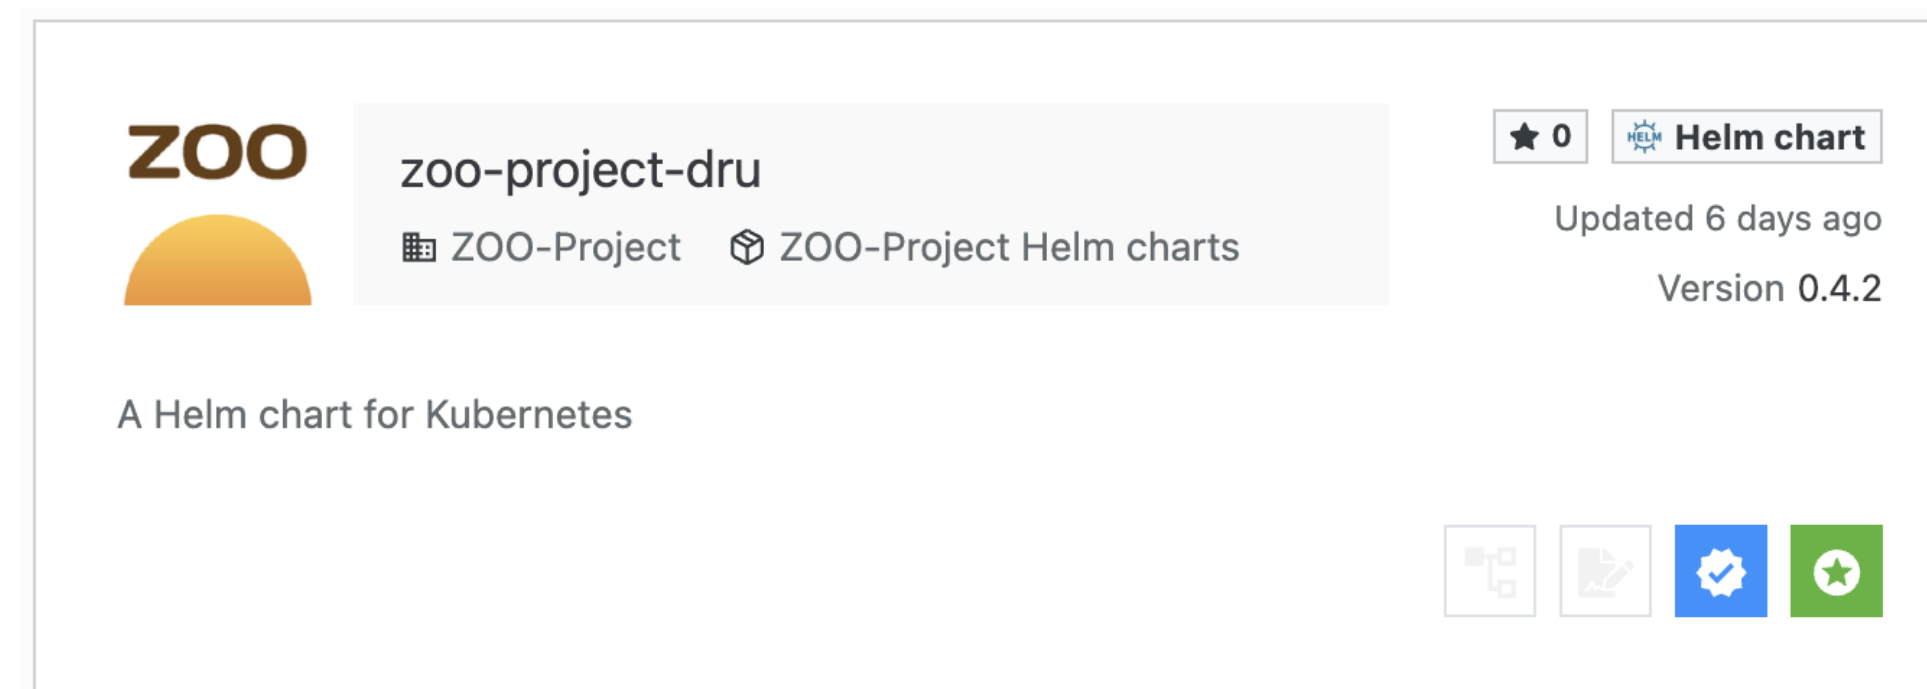 ZOO
zoo-project-dru
ZOO-Project ZOO-Project Helm charts
0
HELM Helm chart
Updated 6 days ago
Version 0.4.2
A Helm chart for Kubernetes